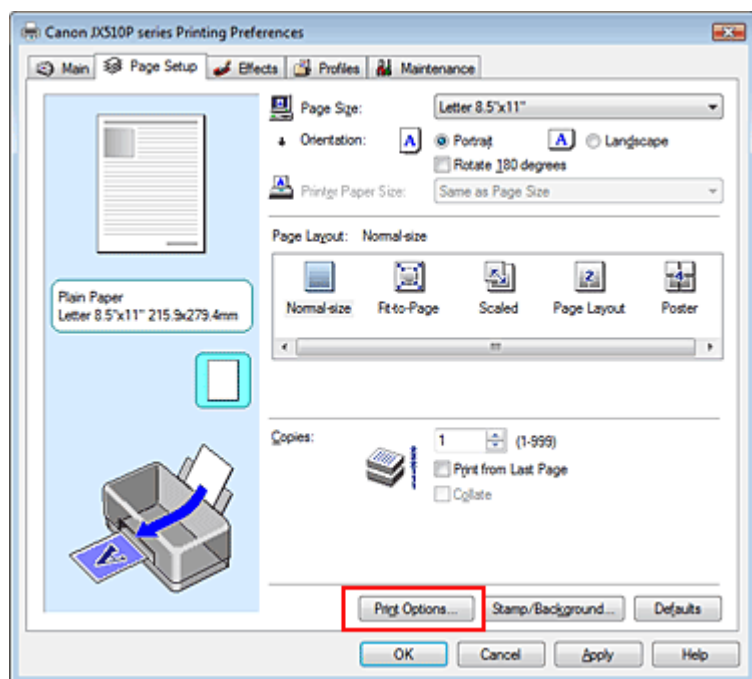 Canon JX510P series Printing Preferences
Main Page Setup Effects Profiles Maintenance
Page Size: Letter 8.5"x11"
Orientation: A Portrait A Landscape
Rotate 180 degrees
Printer Paper Size: Same as Page Size
Page Layout: Normal-size
2 4
Normal-size Fit-to-Page Scaled Page Layout Poster
Plain Paper
Letter 8.5"x11" 215.9x279.4mm
Copies: 1 (1-999)
Print from Last Page
Collate
A
Print Options... Stamp/Background... Defaults
OK Cancel Apply Help